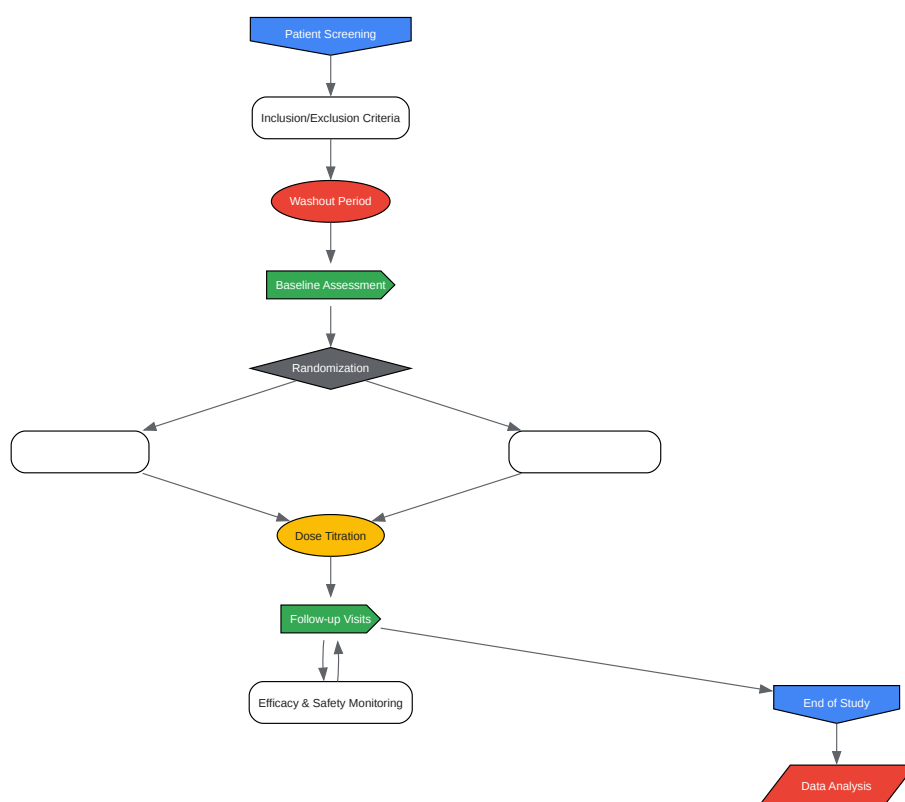 Patient Screening
Inclusion/Exclusion Criteria
Washout Period
Baseline Assessment
Randomization
Dose Titration
Follow-up Visits
Efficacy & Safety Monitoring
End of Study
Data Analysis